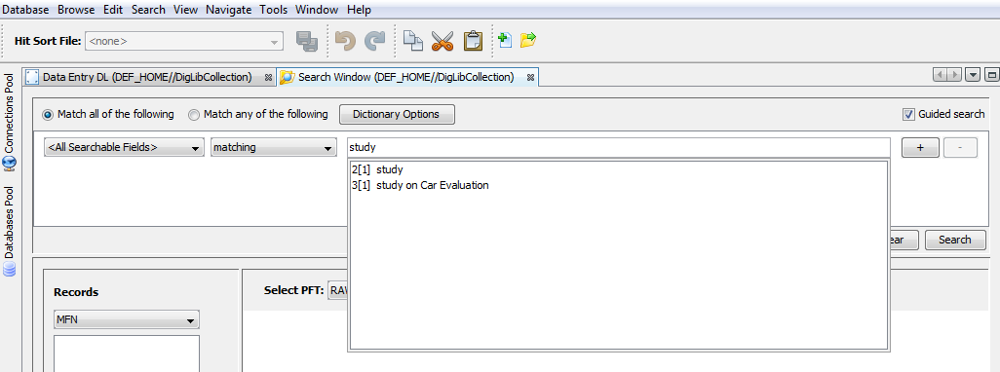 Database Browse Edit Search View Navigate Tools Window Help
Hit Sort File: <none>
Connections Pool
Databases Pool
Data Entry DL (DEF_HOME//DigLibCollection)
Search Window (DEF_HOME//DigLibCollection)
Match all of the following Match any of the following Dictionary Options Guided search
<All Searchable Fields> matching study + -
2[1] study
3[1] study on Car Evaluation
ear Search
Records
Select PFT: RAW
MFN